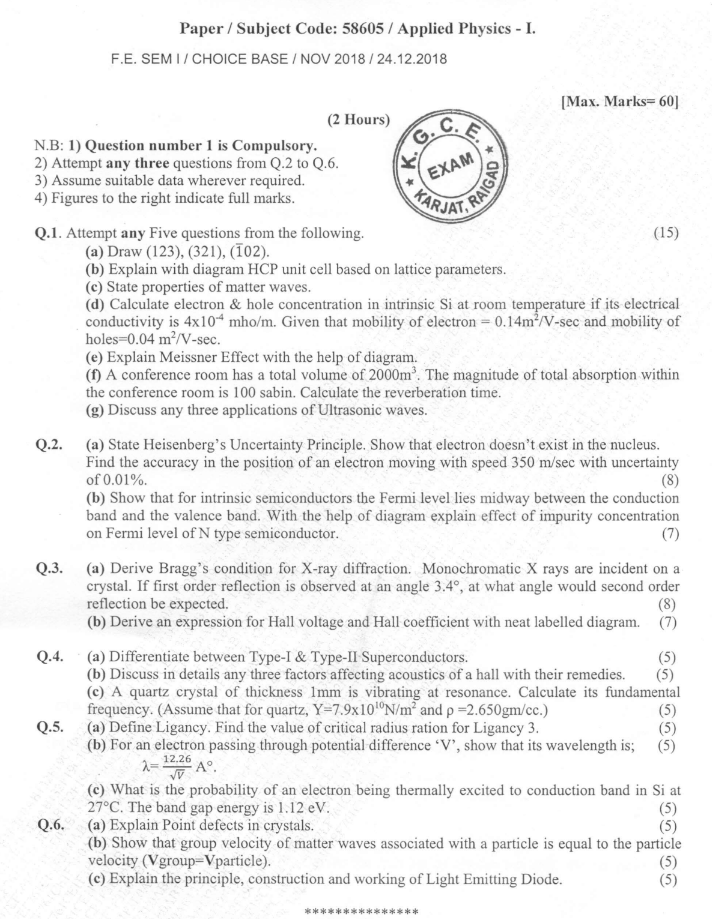 Paper / Subject Code: 58605 / Applied Physics - I.
F.E. SEM I / CHOICE BASE / NOV 2018 / 24.12.2018
[Max. Marks= 60]
(2 Hours)
K. G. C. E.
EXAM
KARJAT, RAIGAD
N.B: 1) Question number 1 is Compulsory.
2) Attempt any three questions from Q.2 to Q.6.
3) Assume suitable data wherever required.
4) Figures to the right indicate full marks.
Q.1. Attempt any Five questions from the following. (15)
(a) Draw (123), (321), (1̅02).
(b) Explain with diagram HCP unit cell based on lattice parameters.
(c) State properties of matter waves.
(d) Calculate electron & hole concentration in intrinsic Si at room temperature if its electrical
conductivity is 4x10⁻⁴ mho/m. Given that mobility of electron = 0.14m²/V-sec and mobility of
holes=0.04 m²/V-sec.
(e) Explain Meissner Effect with the help of diagram.
(f) A conference room has a total volume of 2000m³. The magnitude of total absorption within
the conference room is 100 sabin. Calculate the reverberation time.
(g) Discuss any three applications of Ultrasonic waves.
Q.2. (a) State Heisenberg's Uncertainty Principle. Show that electron doesn't exist in the nucleus.
Find the accuracy in the position of an electron moving with speed 350 m/sec with uncertainty
of 0.01%. (8)
(b) Show that for intrinsic semiconductors the Fermi level lies midway between the conduction
band and the valence band. With the help of diagram explain effect of impurity concentration
on Fermi level of N type semiconductor. (7)
Q.3. (a) Derive Bragg's condition for X-ray diffraction. Monochromatic X rays are incident on a
crystal. If first order reflection is observed at an angle 3.4°, at what angle would second order
reflection be expected. (8)
(b) Derive an expression for Hall voltage and Hall coefficient with neat labelled diagram. (7)
Q.4. (a) Differentiate between Type-I & Type-II Superconductors. (5)
(b) Discuss in details any three factors affecting acoustics of a hall with their remedies. (5)
(c) A quartz crystal of thickness 1mm is vibrating at resonance. Calculate its fundamental
frequency. (Assume that for quartz, Y=7.9x10¹⁰N/m² and ρ =2.650gm/cc.) (5)
Q.5. (a) Define Ligancy. Find the value of critical radius ration for Ligancy 3. (5)
(b) For an electron passing through potential difference 'V', show that its wavelength is; (5)
λ= 12.26/√V A°.
(c) What is the probability of an electron being thermally excited to conduction band in Si at
27°C. The band gap energy is 1.12 eV. (5)
Q.6. (a) Explain Point defects in crystals. (5)
(b) Show that group velocity of matter waves associated with a particle is equal to the particle
velocity (Vgroup=Vparticle). (5)
(c) Explain the principle, construction and working of Light Emitting Diode. (5)
***************